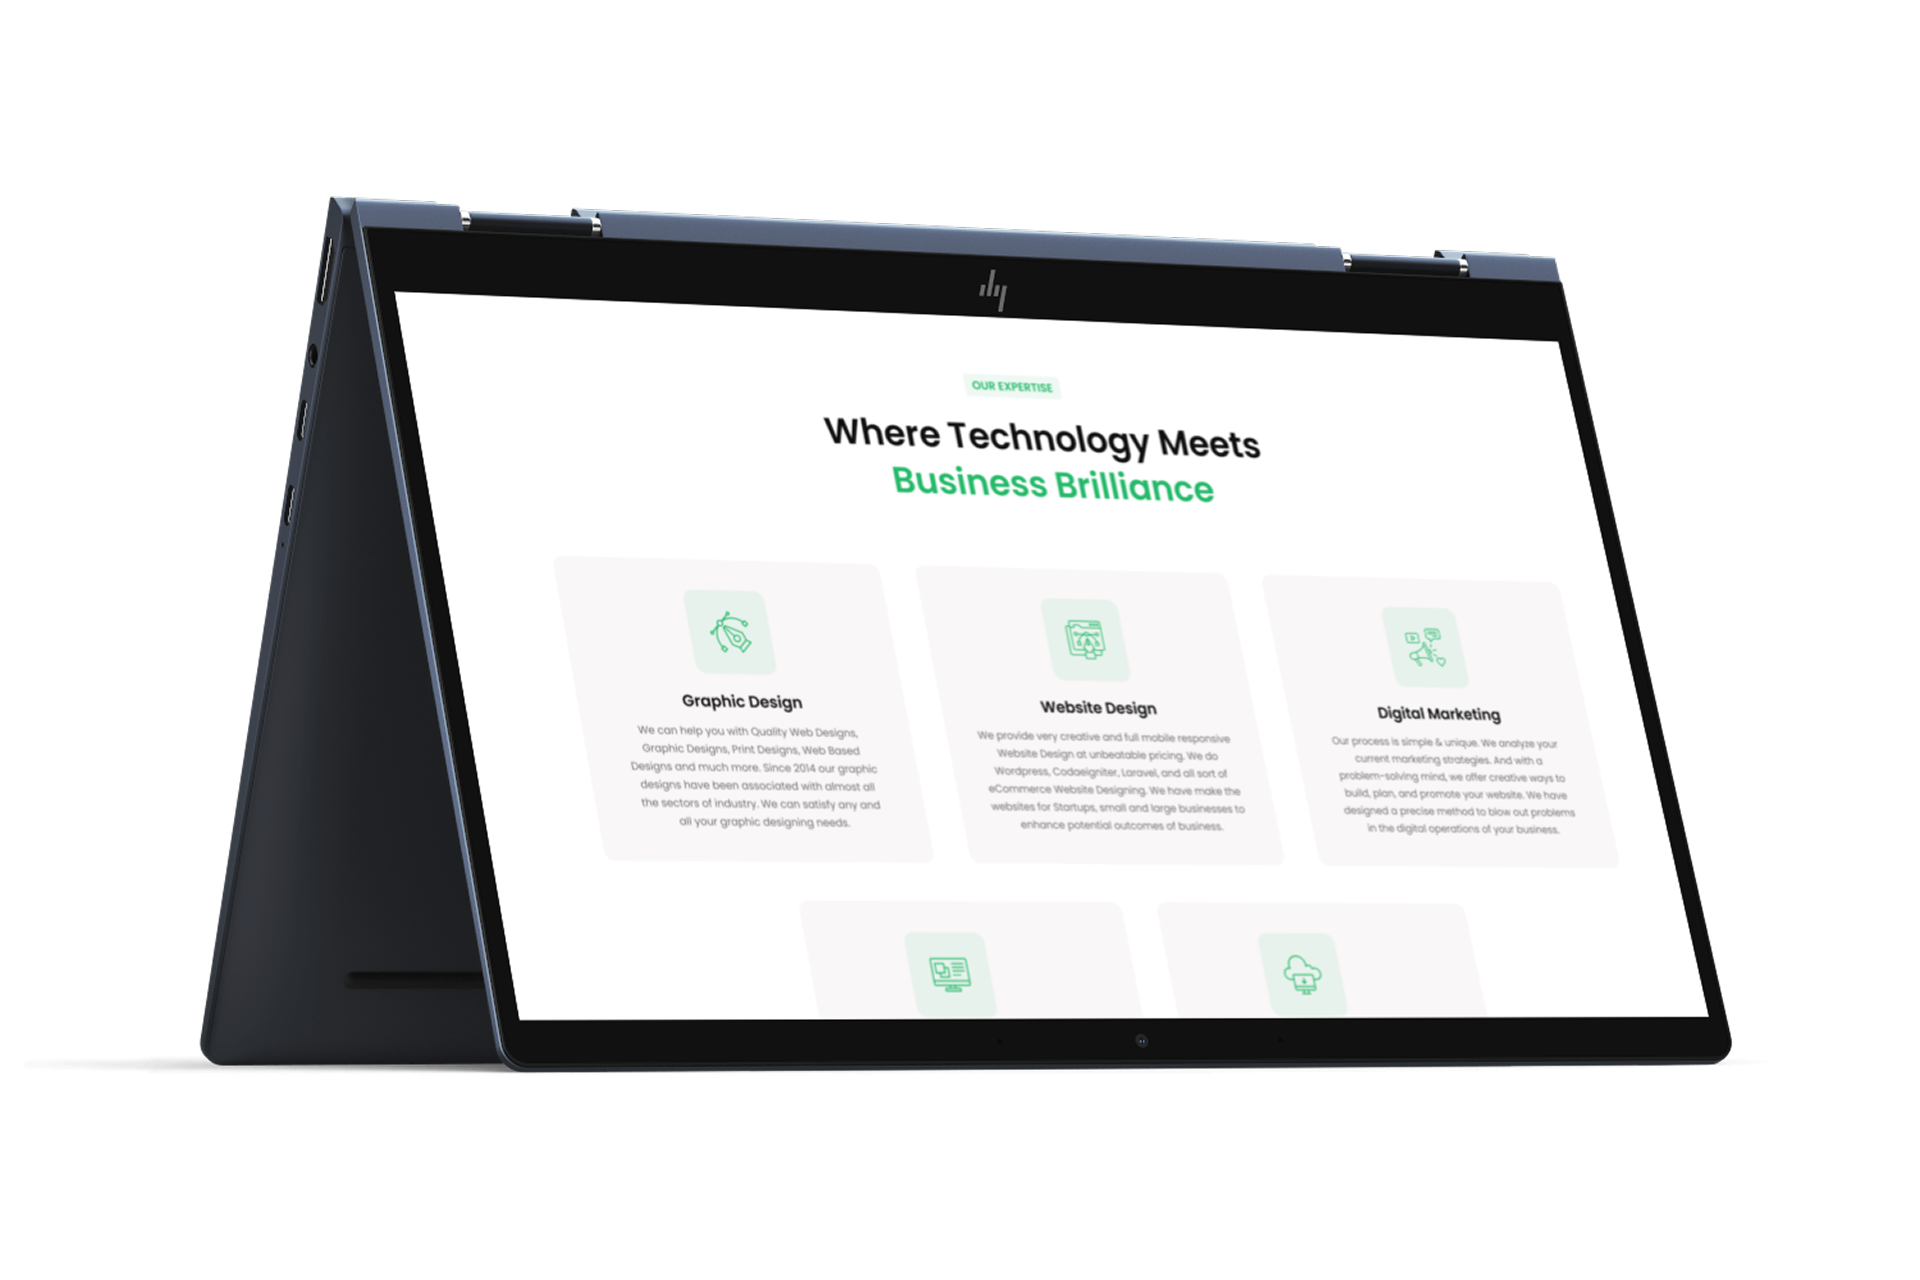 hp
OUR EXPERTISE
Where Technology Meets
Business Brilliance
Graphic Design
We can help you with Quality Web Designs,
Graphic Designs, Print Designs, Web Based
Designs and much more. Since 2014 our graphic
designs have been associated with almost all
the sectors of industry. We can satisfy any and
all your graphic designing needs.
Website Design
We provide very creative and full mobile responsive
Website Design at unbeatable pricing. We do
Wordpress, Codaeigniter, Laravel, and all sort of
eCommerce Website Designing. We have make the
websites for Startups, small and large businesses to
enhance potential outcomes of business.
Digital Marketing
Our process is simple & unique. We analyze your
current marketing strategies. And with a
problem-solving mind, we offer creative ways to
build, plan, and promote your website. We have
designed a precise method to blow out problems
in the digital operations of your business.